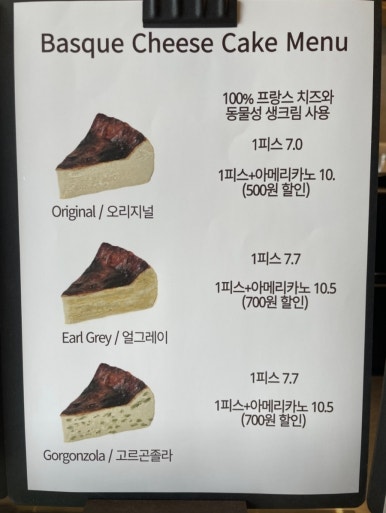 Basque Cheese Cake Menu
100% 프랑스 치즈와
동물성 생크림 사용
1피스 7.0
1피스+아메리카노 10.
(500원 할인)
Original / 오리지널
1피스 7.7
1피스+아메리카노 10.5
(700원 할인)
Earl Grey / 얼그레이
1피스 7.7
1피스+아메리카노 10.5
(700원 할인)
Gorgonzola / 고르곤졸라